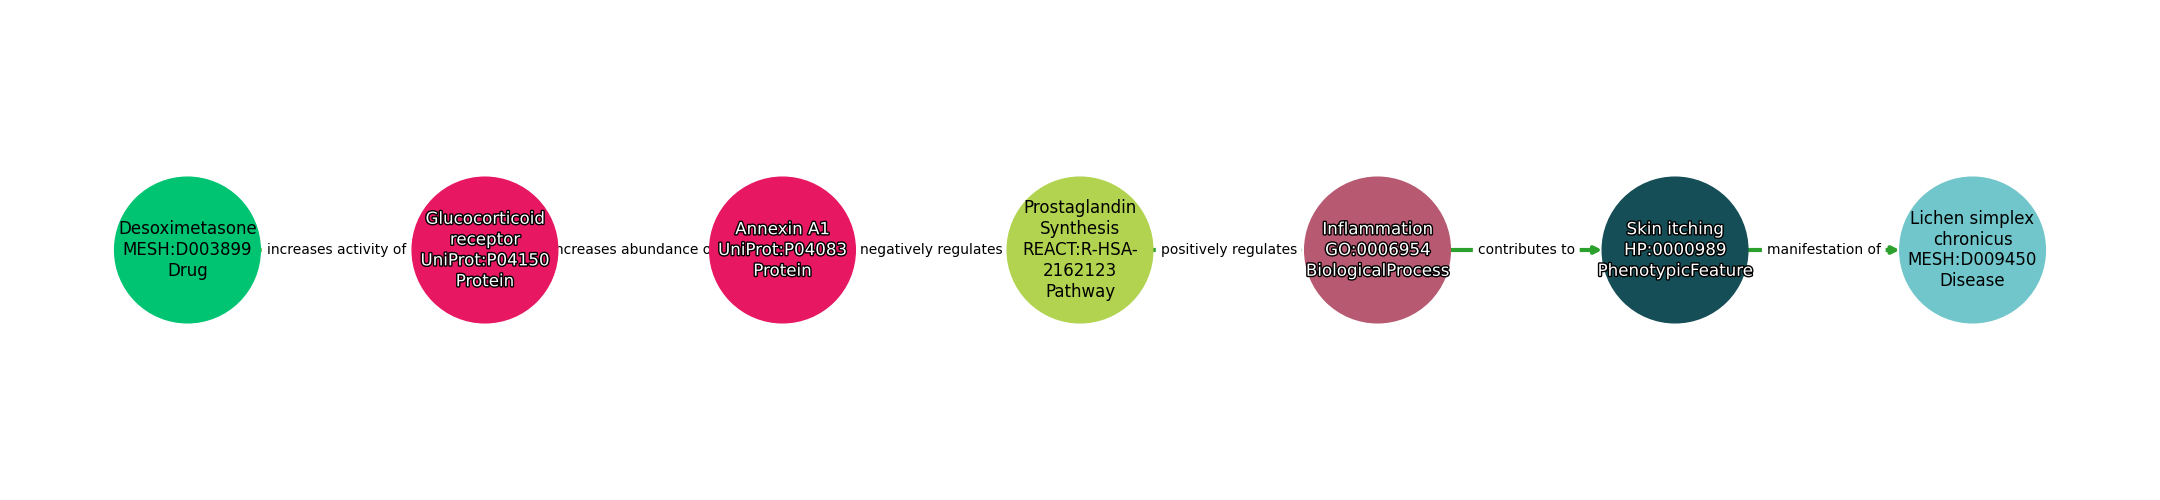 Desoximetasone
MESH:D003899
Drug
increases activity of
Glucocorticoid
receptor
UniProt:P04150
Protein
ncreases abundance o
Annexin A1
UniProt:P04083
Protein
negatively regulates
Prostaglandin
Synthesis
REACT:R-HSA-
2162123
Pathway
positively regulates
Inflammation
GO:0006954
BiologicalProcess
contributes to
Skin itching
HP:0000989
PhenotypicFeature
manifestation of
Lichen simplex
chronicus
MESH:D009450
Disease